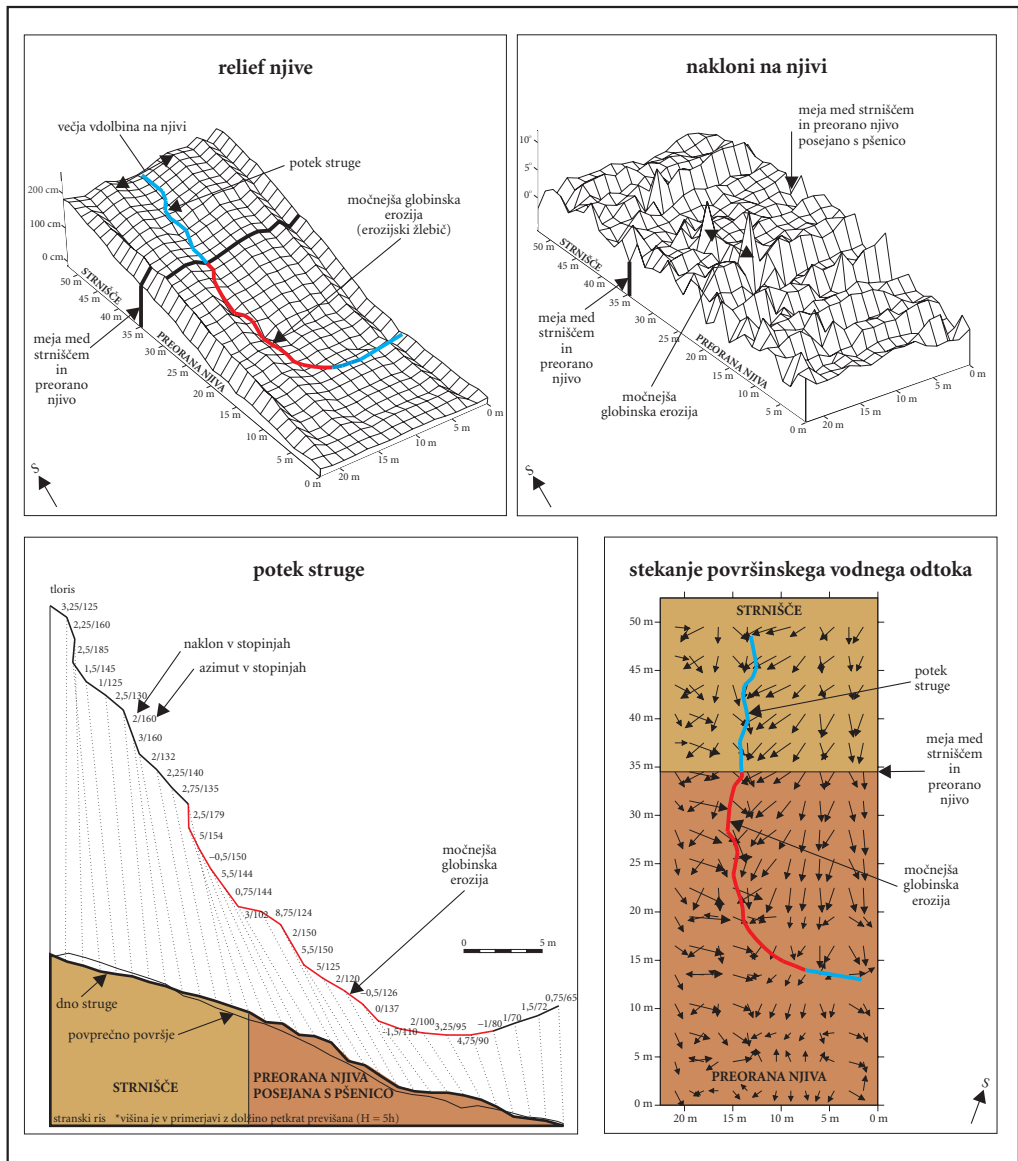 relief njive
večja vdolbina na njivi
potek struge
močnejša globinska
erozija
(erozijski žlebič)
200 cm
100 cm
0 cm
50 m
45 m
40 m
35 m
30 m
25 m
20 m
15 m
10 m
5 m
0 m
STRNIŠČE
PREORANA NJIVA
meja med
strniščem
in
preorano
njivo
20 m
15 m
10 m
5 m
0 m
S
nakloni na njivi
meja med strniščem
in preorano njivo
posejano s pšenico
10°
5°
0°
50 m
45 m
40 m
35 m
STRNIŠČE
meja med
strniščem
in
preorano
njivo
20 m
15 m
10 m
5 m
0 m
PREORANA NJIVA
močnejša
globinska erozija
10 m
5 m
0 m
S
potek struge
tloris
3,25/125
2,25/160
2,5/185
1,5/145
1/125
2,5/130
2/160
3/160
2/132
2,25/140
2,75/135
2,5/179
5/154
–0,5/150
5,5/144
0,75/144
3/102
8,75/124
2/150
5,5/150
5/125
2/120
–0,5/126
0/137
–1,5/110
2/100
3,25/95
4,75/90
–1/80
1/70
1,5/72
0,75/65
naklon v stopinjah
azimut v stopinjah
močnejša
globinska
erozija
0 5 m
dno struge
povprečno površje
STRNIŠČE
PREORANA NJIVA
POSEJANA S PŠENICO
stranski ris *višina je v primerjavi z dolžino petkrat previšana (H = 5h)
stekanje površinskega vodnega odtoka
STRNIŠČE
50 m
45 m
40 m
35 m
30 m
25 m
20 m
15 m
10 m
5 m
0 m
potek
struge
meja med
strniščem
in
preorano
njivo
močnejša
globinska
erozija
PREORANA NJIVA
20 m
15 m
10 m
5 m
0 m
S